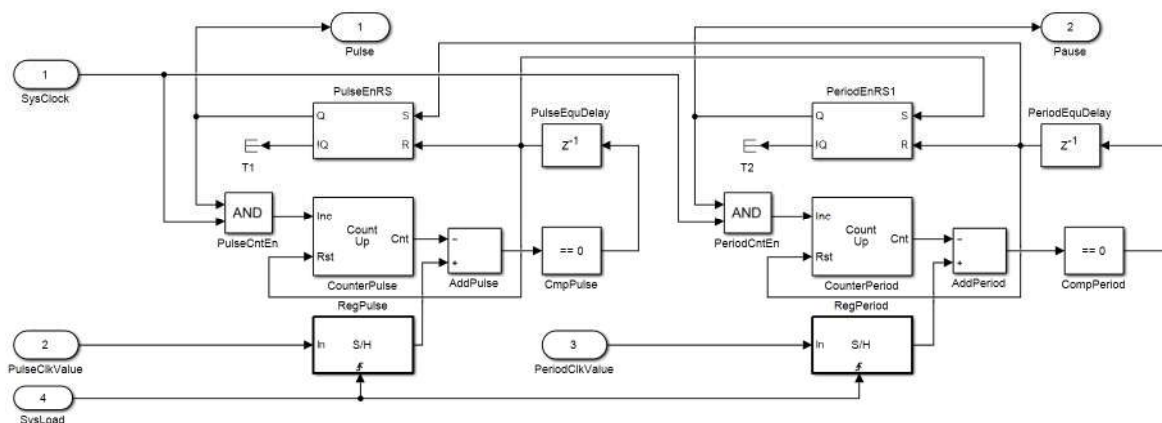 1
Pulse
2
Pause
1
SysClock
PulseEnRS
Q
S
!Q
R
T1
PulseEquDelay
Z-1
PeriodEnRS1
Q
S
!Q
R
T2
PeriodEquDelay
Z-1
AND
PulseCntEn
Inc
Count
Up
Cnt
Rst
CounterPulse
−
+
AddPulse
== 0
CmpPulse
AND
PeriodCntEn
Inc
Count
Up
Cnt
Rst
CounterPeriod
−
+
AddPeriod
== 0
CompPeriod
RegPulse
In
S/H
RegPeriod
In
S/H
2
PulseClkValue
3
PeriodClkValue
4
SysLoad